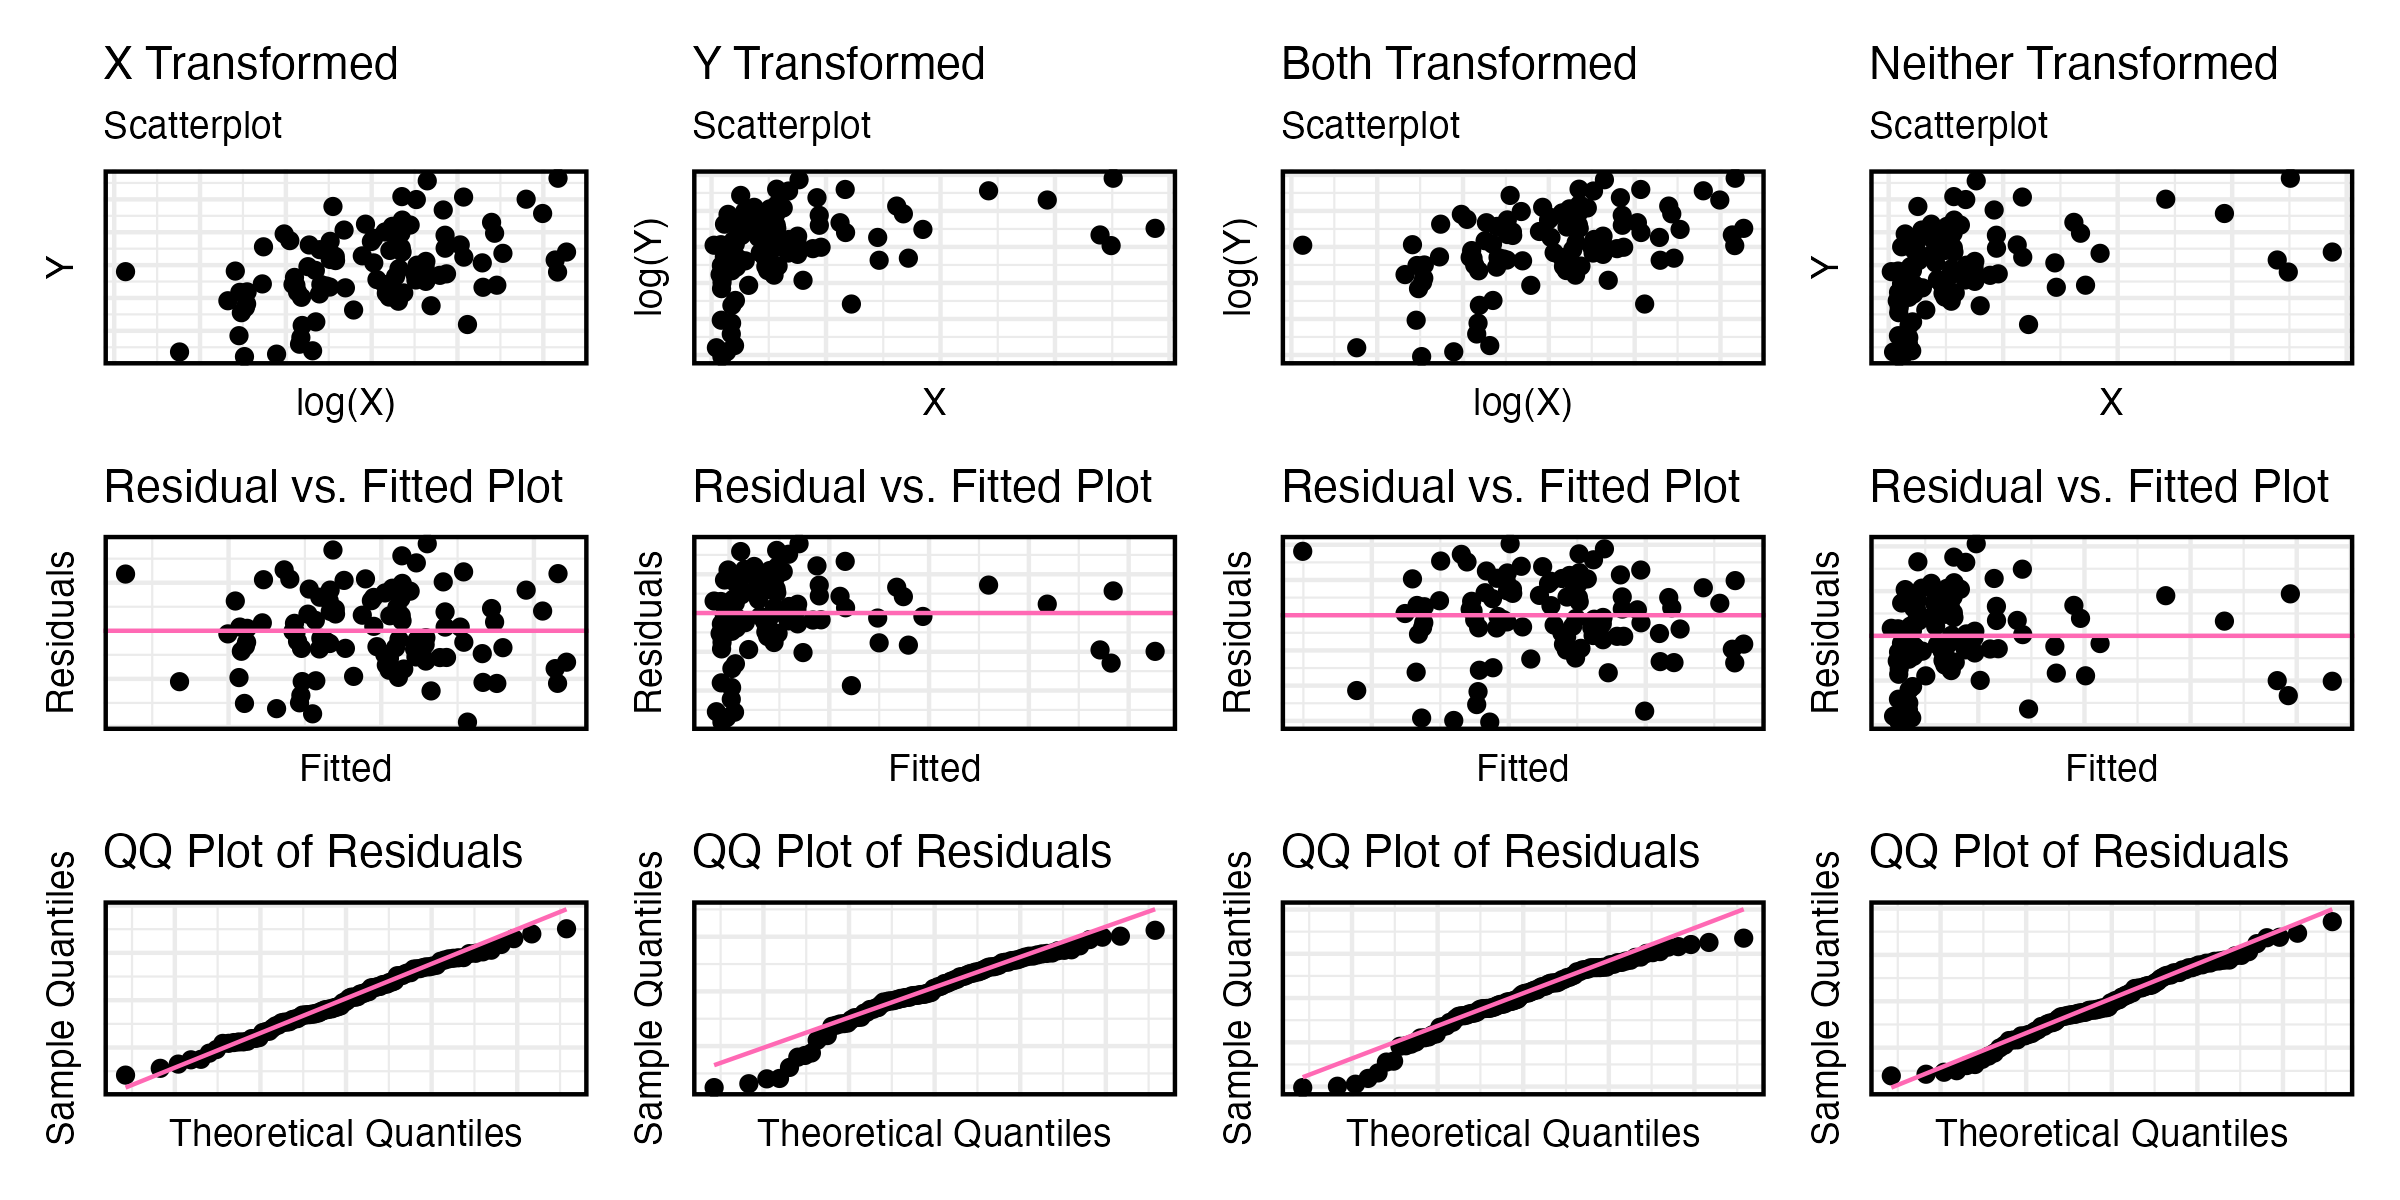 X Transformed
Y Transformed
Both Transformed
Neither Transformed
Scatterplot
Scatterplot
Scatterplot
Scatterplot
Y
log(Y)
log(Y)
Y
log(X)
X
log(X)
X
Residual vs. Fitted Plot
Residual vs. Fitted Plot
Residual vs. Fitted Plot
Residual vs. Fitted Plot
Residuals
Residuals
Residuals
Residuals
Fitted
Fitted
Fitted
Fitted
QQ Plot of Residuals
QQ Plot of Residuals
QQ Plot of Residuals
QQ Plot of Residuals
Sample Quantiles
Sample Quantiles
Sample Quantiles
Sample Quantiles
Theoretical Quantiles
Theoretical Quantiles
Theoretical Quantiles
Theoretical Quantiles